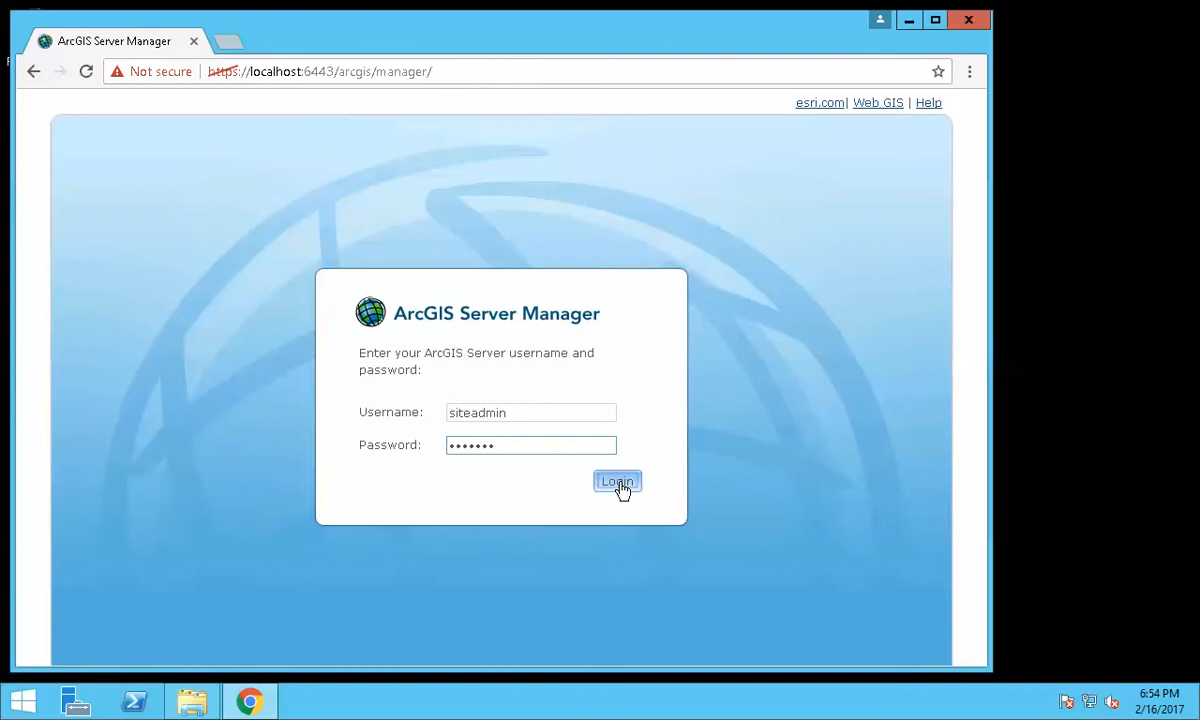 ArcGIS Server Manager
Not secure | https://localhost:6443/arcgis/manager/
esri.com| Web GIS | Help
ArcGIS Server Manager
Enter your ArcGIS Server username and
password:
Username: siteadmin
Password: •••••••
Login
6:54 PM
2/16/2017